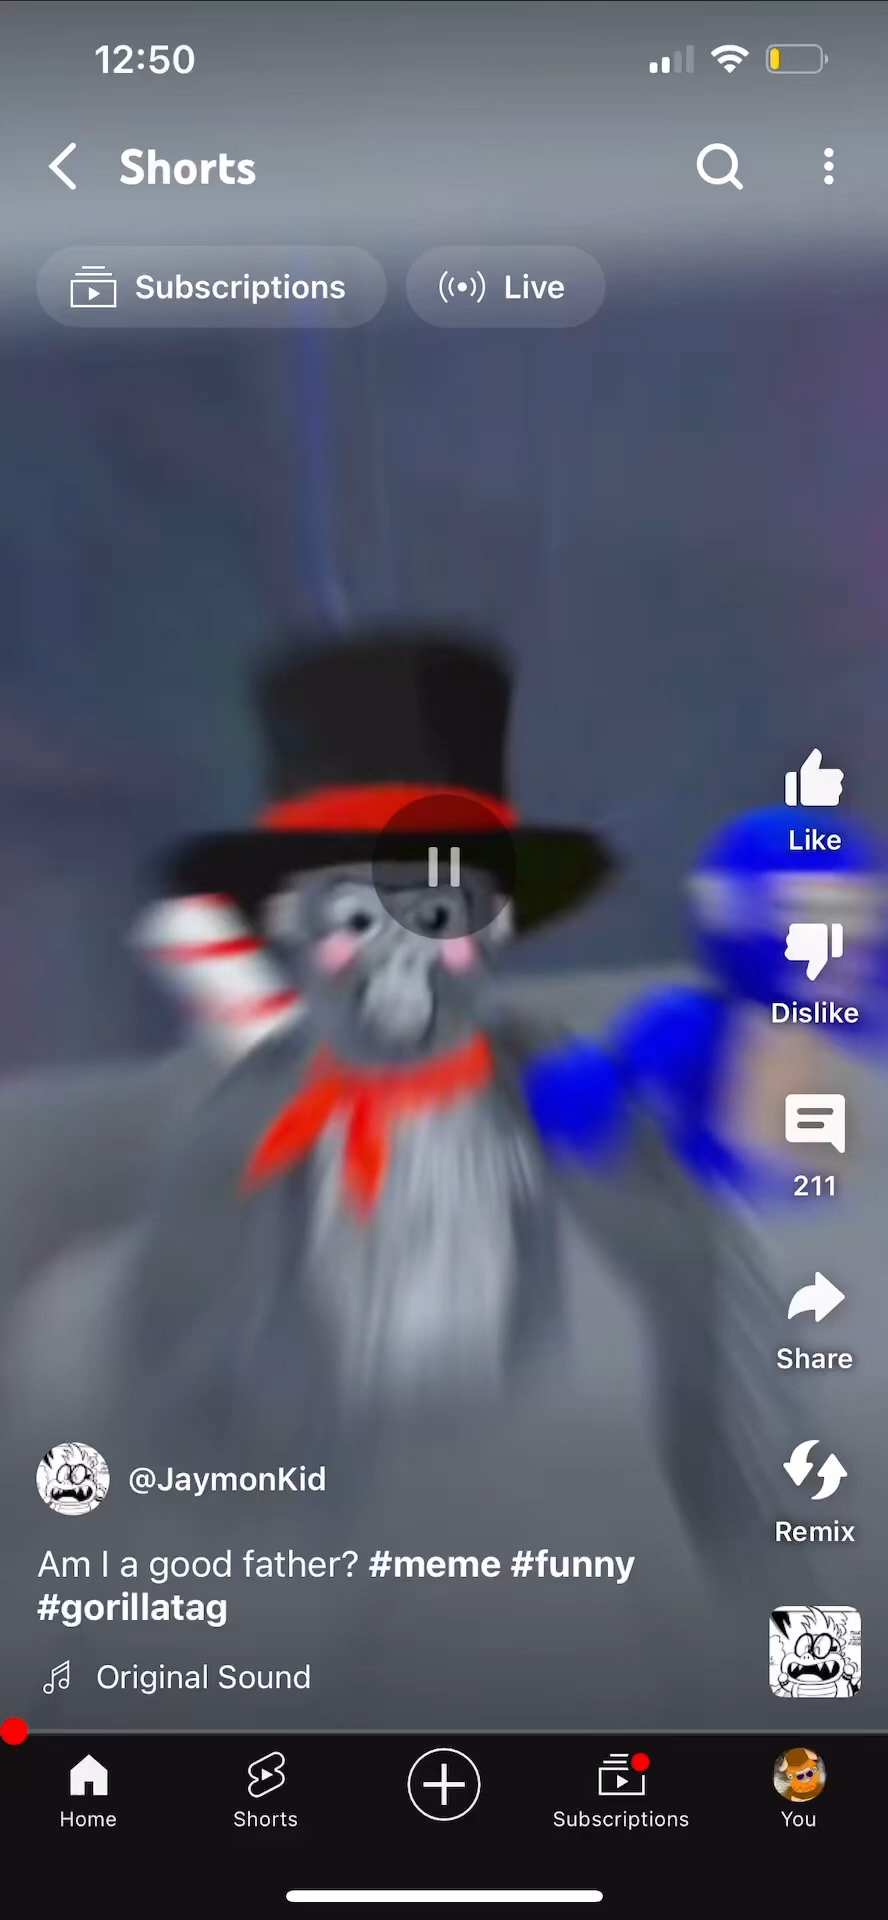 12:50
Shorts
Subscriptions
Live
Like
Dislike
211
Share
Remix
@JaymonKid
Am I a good father? #meme #funny
#gorillatag
Original Sound
Home
Shorts
Subscriptions
You